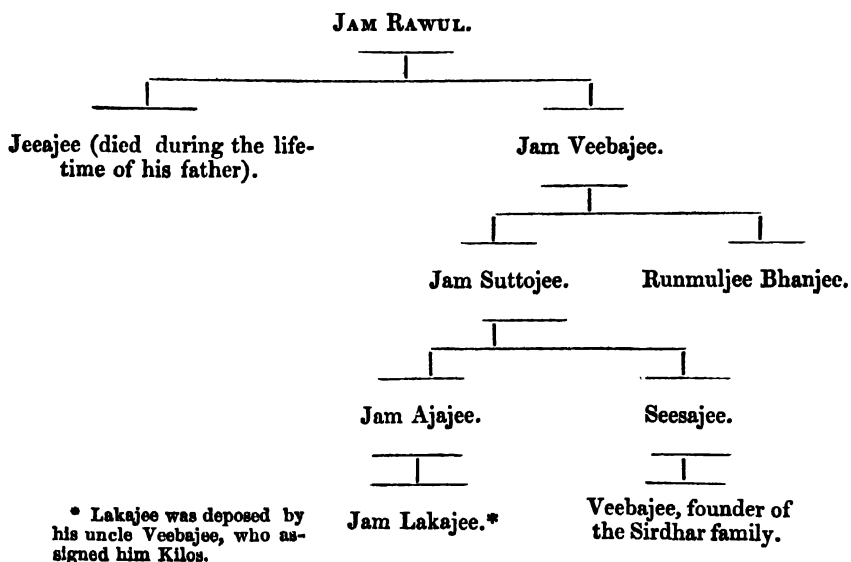 JAM RAWUL.
Jeeajee (died during the life-
time of his father).
Jam Veebajee.
Jam Suttojee.
Runmuljee Bhanjee.
Jam Ajajee.
Seesajee.
* Lakajee was deposed by
his uncle Veebajee, who as-
signed him Kilos.
Jam Lakajee.*
Veebajee, founder of
the Sirdhar family.